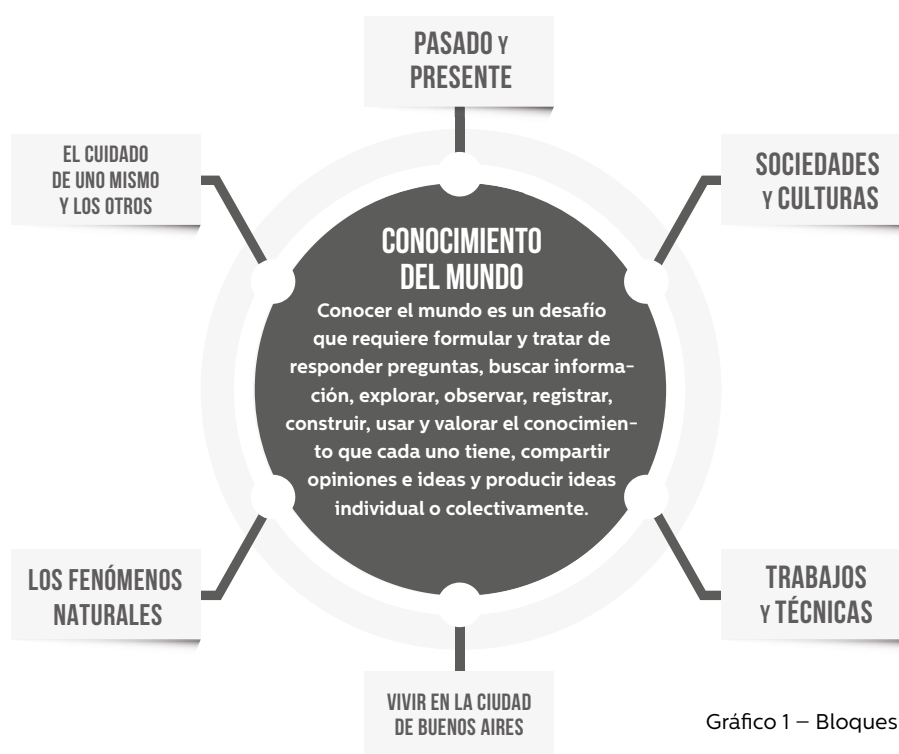 PASADO Y
PRESENTE
EL CUIDADO
DE UNO MISMO
Y LOS OTROS
SOCIEDADES
Y CULTURAS
CONOCIMIENTO
DEL MUNDO
Conocer el mundo es un desafío
que requiere formular y tratar de
responder preguntas, buscar informa-
ción, explorar, observar, registrar,
construir, usar y valorar el conocimien-
to que cada uno tiene, compartir
opiniones e ideas y producir ideas
individual o colectivamente.
LOS FENÓMENOS
NATURALES
TRABAJOS
Y TÉCNICAS
VIVIR EN LA CIUDAD
DE BUENOS AIRES
Gráfico 1 – Bloques